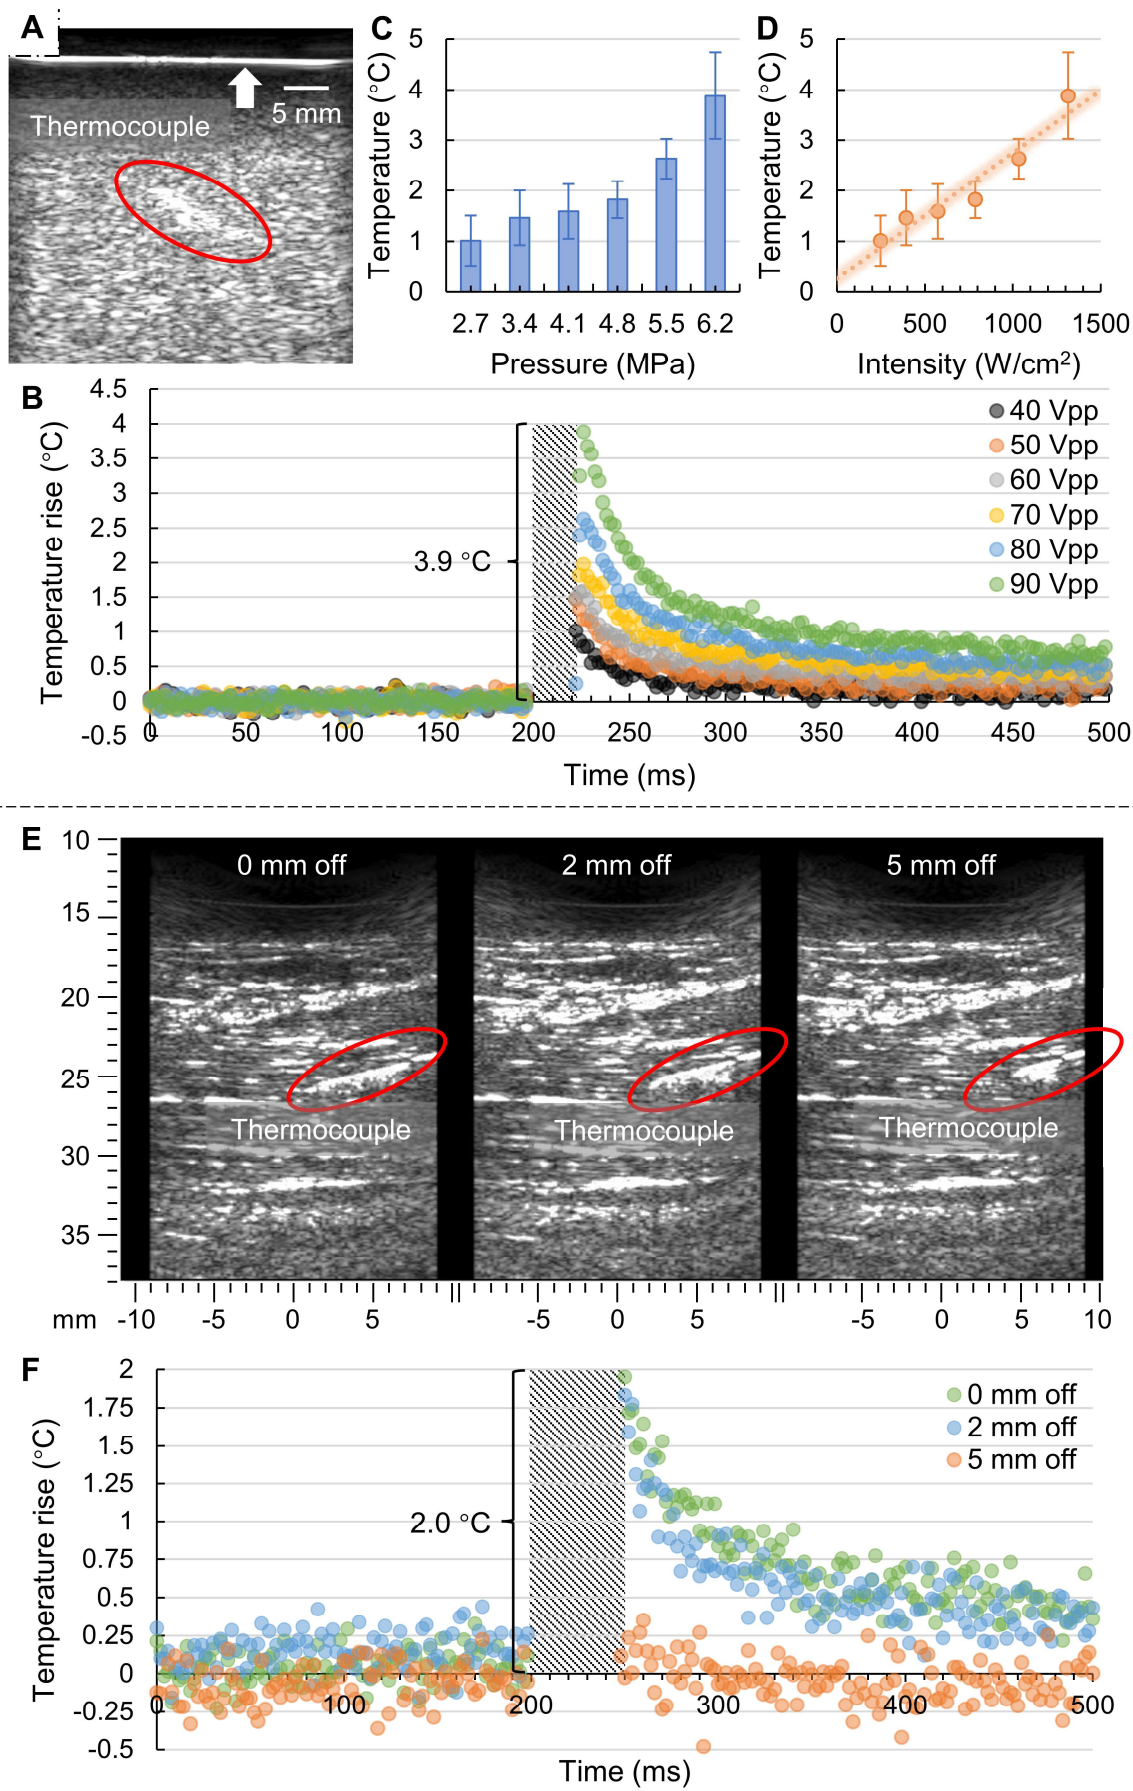 A
5 mm
Thermocouple
C
Temperature (°C)
5
4
3
2
1
0
2.7 3.4 4.1 4.8 5.5 6.2
Pressure (MPa)
D
Temperature (°C)
5
4
3
2
1
0
0 500 1000 1500
Intensity (W/cm²)
B
Temperature rise (°C)
4.5
4
3.5
3
2.5
2
1.5
1
0.5
0
-0.5
3.9 °C
40 Vpp
50 Vpp
60 Vpp
70 Vpp
80 Vpp
90 Vpp
0 50 100 150 200 250 300 350 400 450 500
Time (ms)
E
10
15
20
25
30
35
0 mm off
2 mm off
5 mm off
Thermocouple
Thermocouple
Thermocouple
mm -10 -5 0 5 -5 0 5 -5 0 5 10
F
Temperature rise (°C)
2
1.75
1.5
1.25
1
0.75
0.5
0.25
0
-0.25
-0.5
2.0 °C
0 mm off
2 mm off
5 mm off
0 100 200 300 400 500
Time (ms)